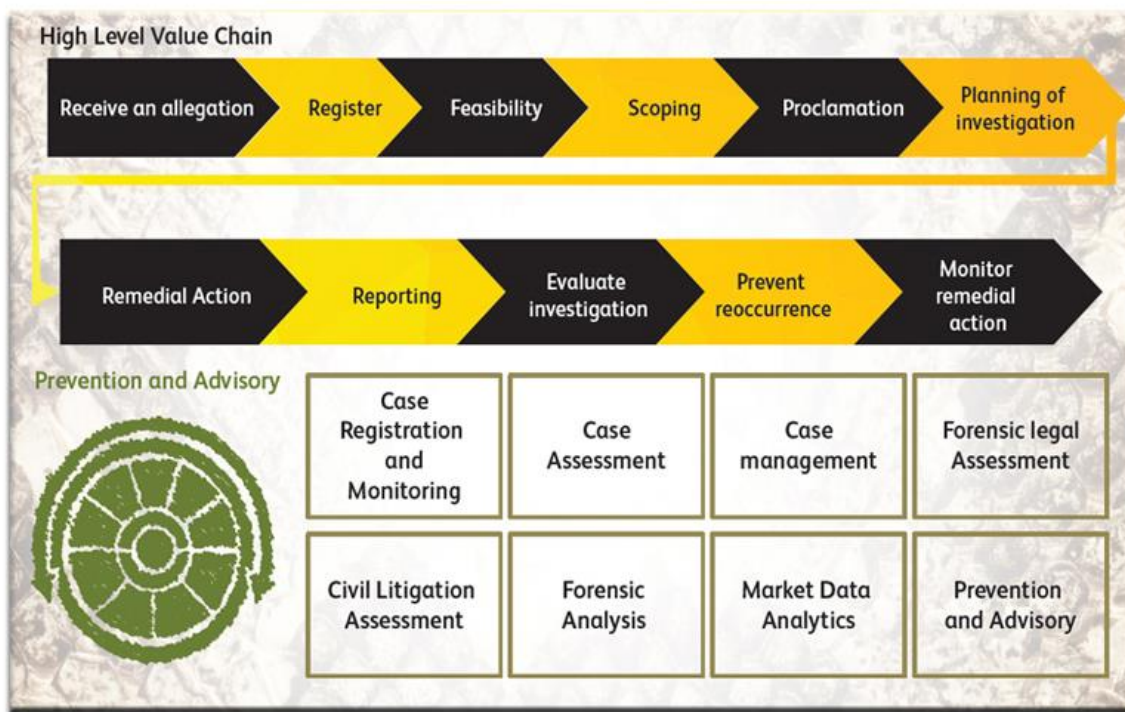 High Level Value Chain
Receive an allegation
Register
Feasibility
Scoping
Proclamation
Planning of
investigation
Remedial Action
Reporting
Evaluate
investigation
Prevent
reoccurrence
Monitor
remedial
action
Prevention and Advisory
Case
Registration
and
Monitoring
Case
Assessment
Case
management
Forensic legal
Assessment
Civil Litigation
Assessment
Forensic
Analysis
Market Data
Analytics
Prevention
and Advisory